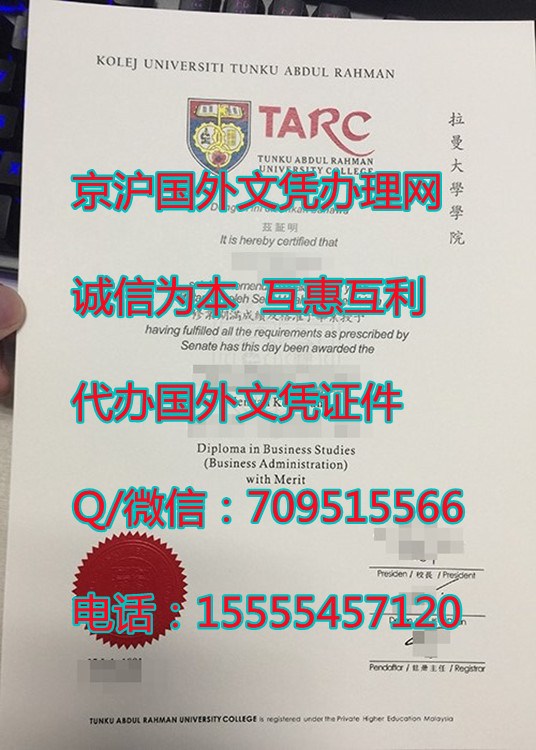 KOLEJ UNIVERSITI TUNKU ABDUL RAHMAN
拉曼大學學院
TARC
TUNKU ABDUL RAHMAN
UNIVERSITY COLLEGE
京沪国外文凭办理网
茲証明
It is hereby certified that
诚信为本 互惠互利
having fulfilled all the requirements as prescribed by
Senate has this day been awarded the
代办国外文凭证件
Diploma in Business Studies
(Business Administration)
with Merit
Q/微信：709515566
Presiden / 校長 / President
电话：15555457120
Pendaftar / 註册主任 / Registrar
TUNKU ABDUL RAHMAN UNIVERSITY COLLEGE is registered under the Private Higher Education Malaysia